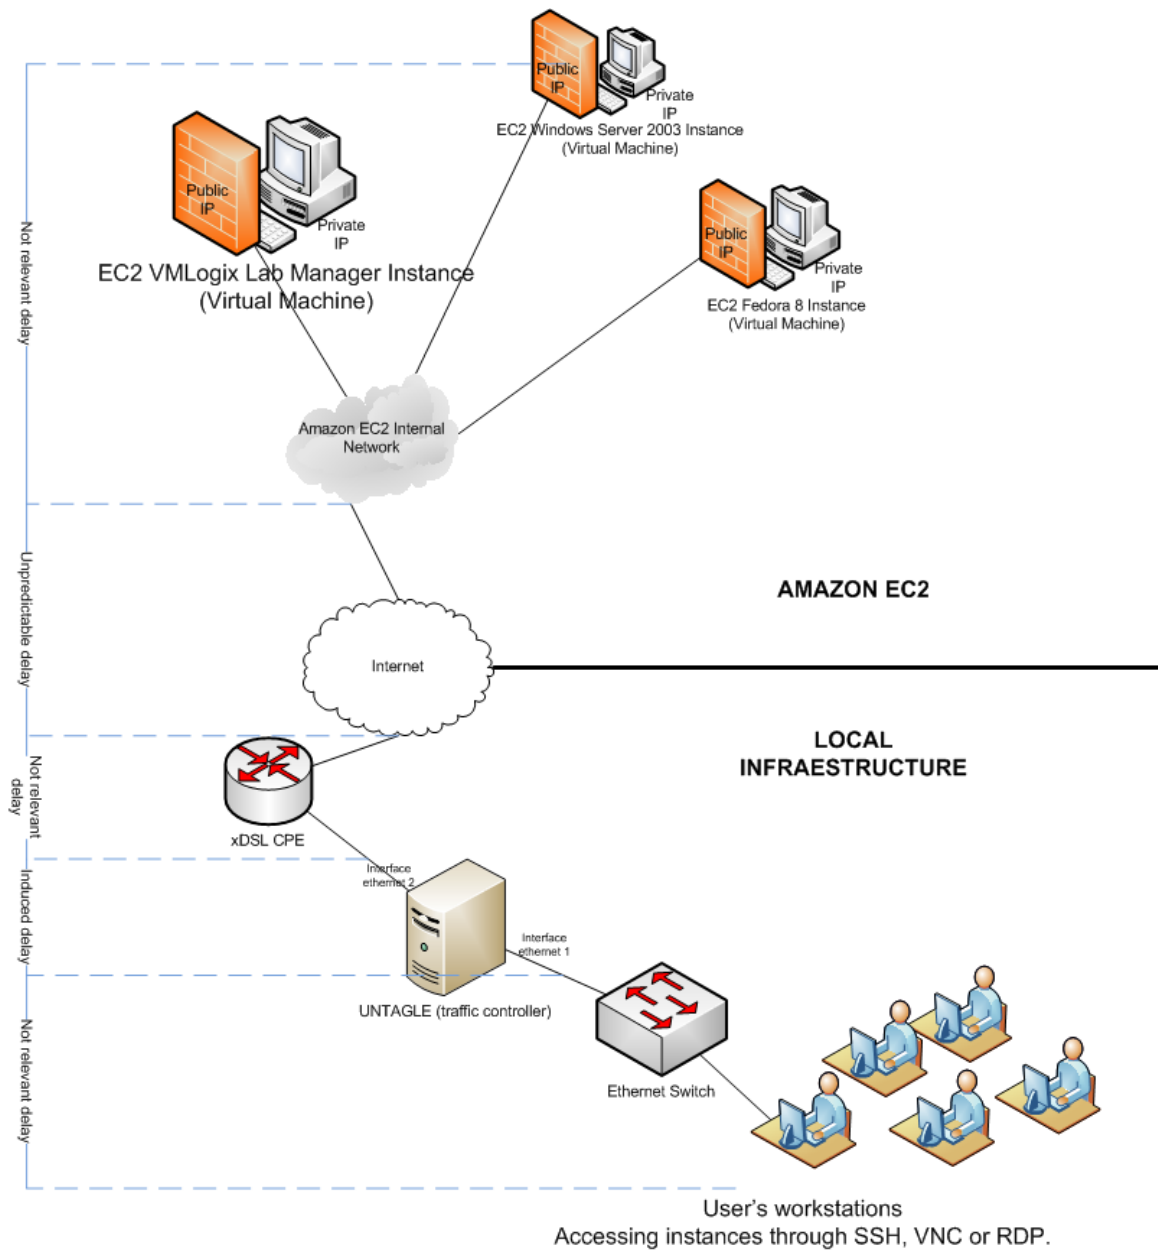 Public
IP
Private
IP
EC2 Windows Server 2003 Instance
(Virtual Machine)
Public
IP
Private
IP
EC2 VMLogix Lab Manager Instance
(Virtual Machine)
Public
IP
Private
IP
EC2 Fedora 8 Instance
(Virtual Machine)
Not relevant delay
Amazon EC2 Internal
Network
Unpredictable delay
AMAZON EC2
Internet
LOCAL
INFRAESTRUCTURE
Not relevant
delay
xDSL CPE
Interface
ethernet 2
Induced delay
Interface
ethernet 1
UNTAGLE (traffic controller)
Not relevant delay
Ethernet Switch
User's workstations
Accessing instances through SSH, VNC or RDP.